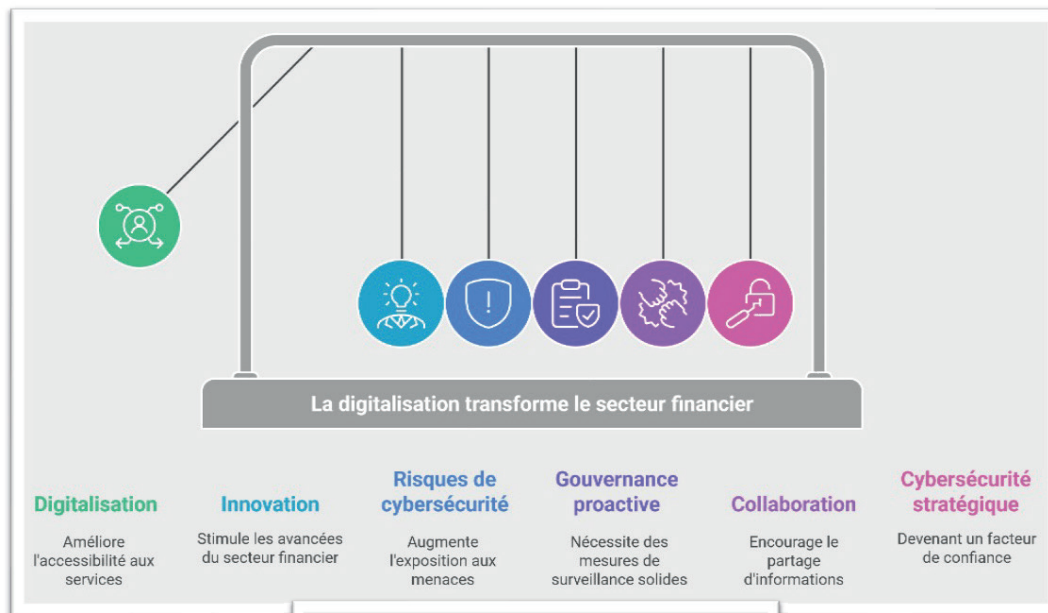 La digitalisation transforme le secteur financier
Digitalisation
Améliore
l'accessibilité aux
services
Innovation
Stimule les avancées
du secteur financier
Risques de
cybersécurité
Augmente
l'exposition aux
menaces
Gouvernance
proactive
Nécessite des
mesures de
surveillance solides
Collaboration
Encourage le
partage
d'informations
Cybersécurité
stratégique
Devenant un facteur
de confiance